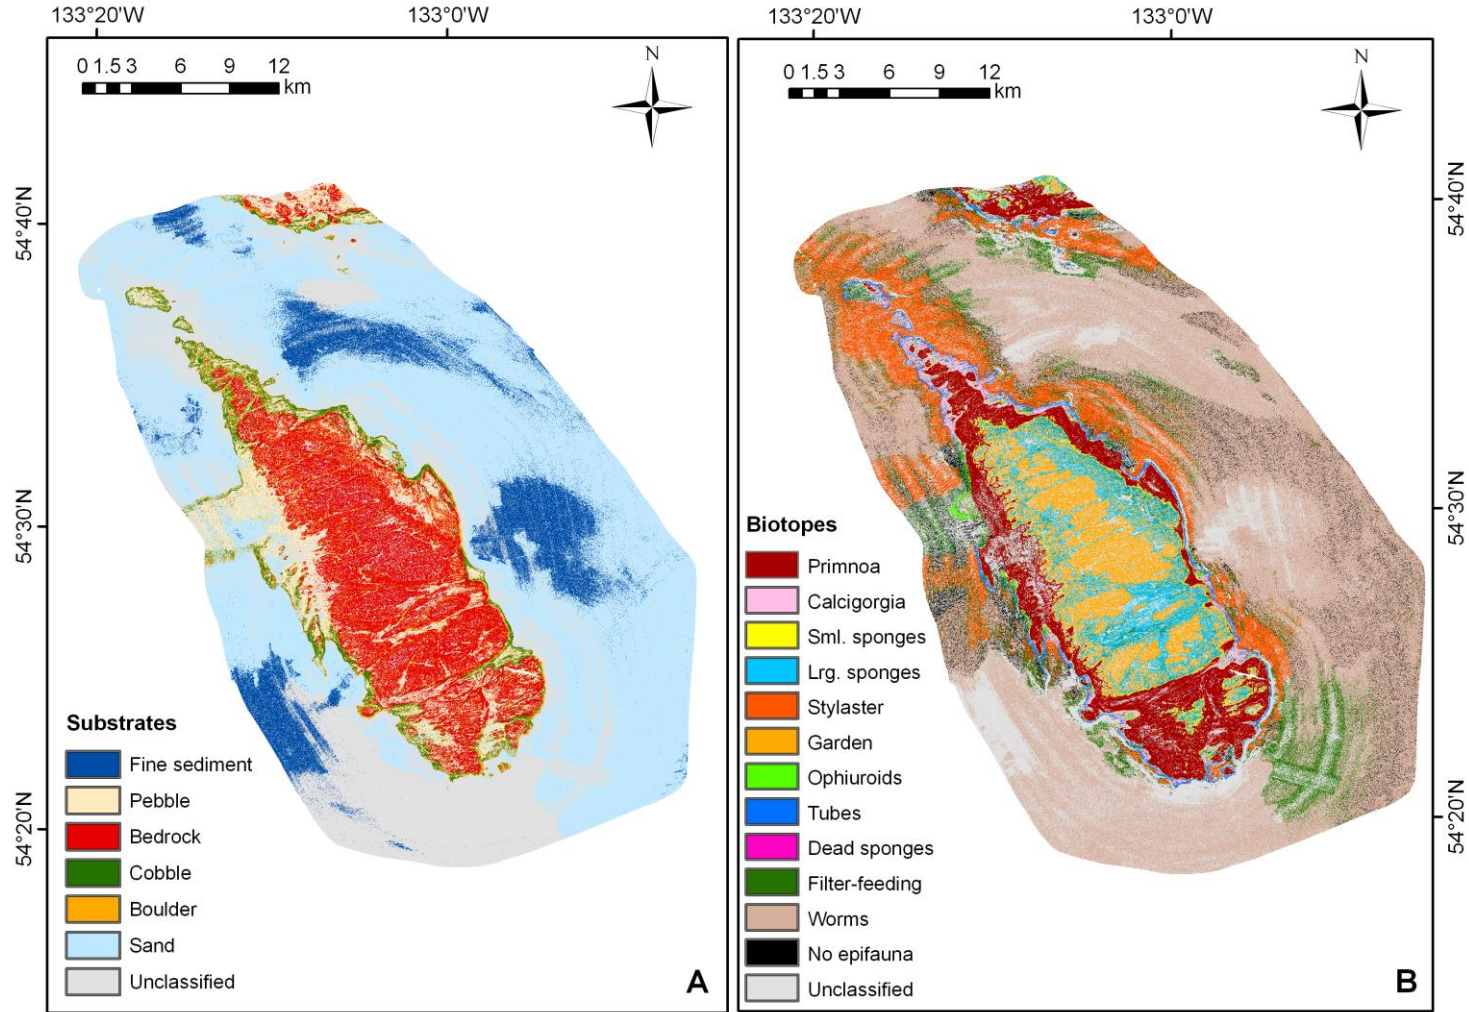 133°20'W 133°0'W 133°20'W 133°0'W
0 1.5 3 6 9 12
km
N
0 1.5 3 6 9 12
km
N
54°40'N
54°30'N
54°20'N
54°40'N
54°30'N
54°20'N
Substrates
Fine sediment
Pebble
Bedrock
Cobble
Boulder
Sand
Unclassified
A
Biotopes
Primnoa
Calcigorgia
Sml. sponges
Lrg. sponges
Stylaster
Garden
Ophiuroids
Tubes
Dead sponges
Filter-feeding
Worms
No epifauna
Unclassified
B